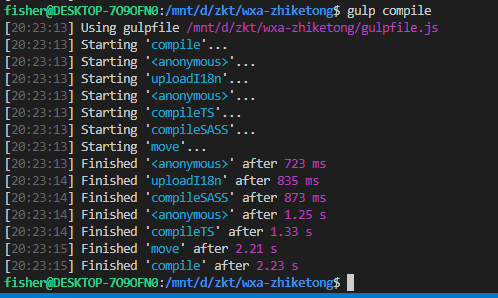 fisher@DESKTOP-7O9OFN0:/mnt/d/zkt/wxa-zhiketong$ gulp compile
[20:23:13] Using gulpfile /mnt/d/zkt/wxa-zhiketong/gulpfile.js
[20:23:13] Starting 'compile'...
[20:23:13] Starting '<anonymous>'...
[20:23:13] Starting 'uploadI18n'...
[20:23:13] Starting '<anonymous>'...
[20:23:13] Starting 'compileTS'...
[20:23:13] Starting 'compileSASS'...
[20:23:13] Starting 'move'...
[20:23:13] Finished '<anonymous>' after 723 ms
[20:23:14] Finished 'uploadI18n' after 835 ms
[20:23:14] Finished 'compileSASS' after 873 ms
[20:23:14] Finished '<anonymous>' after 1.25 s
[20:23:14] Finished 'compileTS' after 1.33 s
[20:23:15] Finished 'move' after 2.21 s
[20:23:15] Finished 'compile' after 2.23 s
fisher@DESKTOP-7O9OFN0:/mnt/d/zkt/wxa-zhiketong$